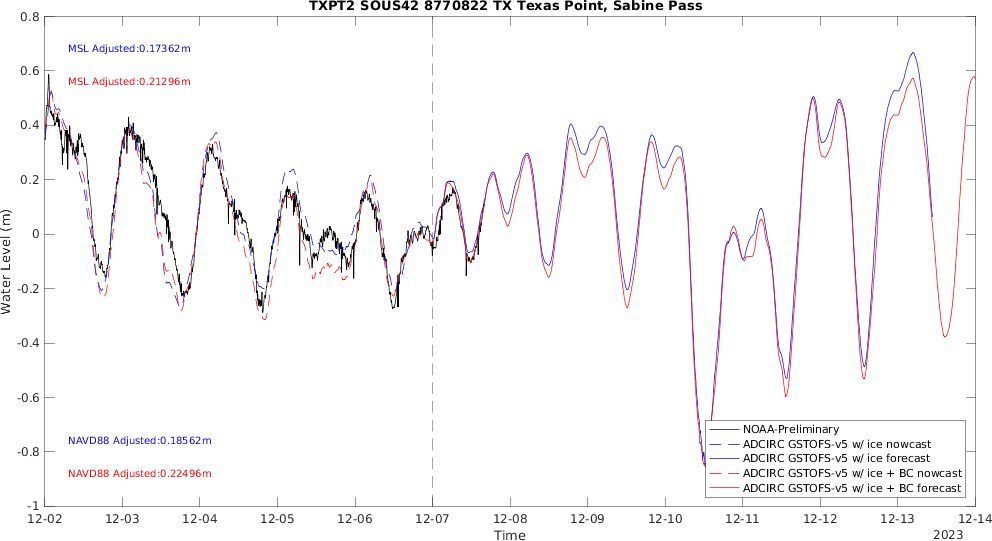 TXPT2 SOUS42 8770822 TX Texas Point, Sabine Pass
0.8
0.6
0.4
0.2
0
-0.2
-0.4
-0.6
-0.8
-1
Water Level (m)
MSL Adjusted:0.17362m
MSL Adjusted:0.21296m
NAVD88 Adjusted:0.18562m
NAVD88 Adjusted:0.22496m
NOAA-Preliminary
ADCIRC GSTOFS-v5 w/ ice nowcast
ADCIRC GSTOFS-v5 w/ ice forecast
ADCIRC GSTOFS-v5 w/ ice + BC nowcast
ADCIRC GSTOFS-v5 w/ ice + BC forecast
12-02 12-03 12-04 12-05 12-06 12-07 12-08 12-09 12-10 12-11 12-12 12-13 12-14
Time
2023